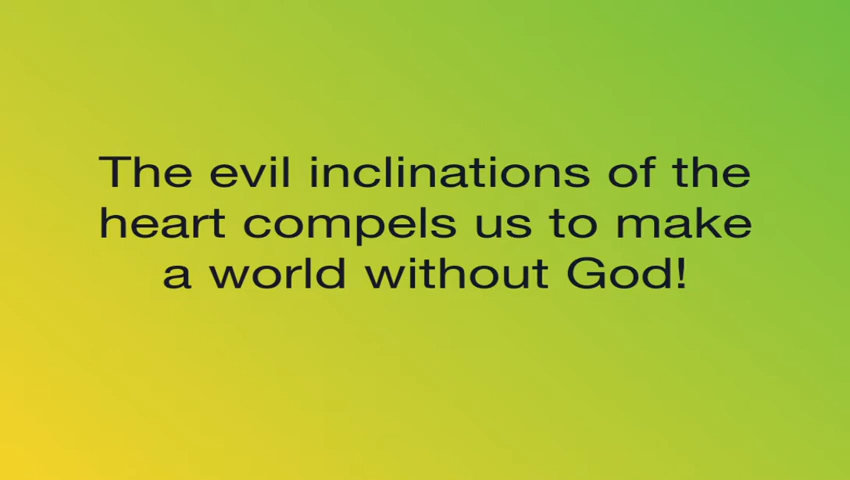 The evil inclinations of the
heart compels us to make
a world without God!